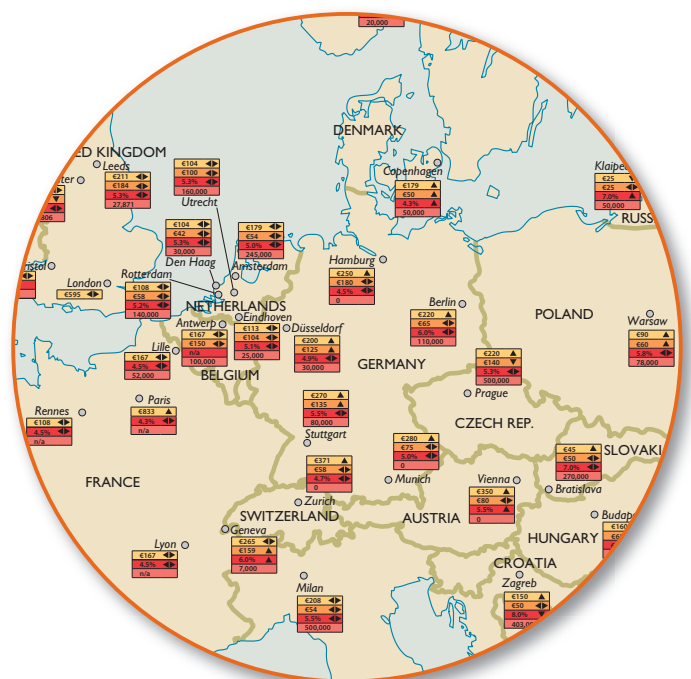 20,000
DENMARK
ED KINGDOM
Leeds
€211
€184
5.3%
27,871
ter
806
€104
€100
5.3%
160,000
Utrecht
Copenhagen
€179
€50
4.3%
50,000
Klaipe
€25
€25
7.0%
50,000
RUSS
€104
€42
5.3%
30,000
Den Haag
€179
€54
5.0%
245,000
Amsterdam
Hamburg
€250
€180
4.5%
0
istol
London
€595
Rotterdam
€108
€58
5.2%
140,000
NETHERLANDS
Eindhoven
€113
€104
5.1%
25,000
Antwerp
€167
€150
n/a
100,000
Düsseldorf
€200
€125
4.9%
30,000
Berlin
€220
€65
6.0%
110,000
POLAND
Warsaw
€90
€60
5.8%
78,000
Lille
€167
4.5%
52,000
BELGIUM
GERMANY
€220
€140
5.3%
500,000
Prague
CZECH REP.
Rennes
€108
4.5%
n/a
Paris
€833
4.3%
n/a
€270
€135
5.5%
80,000
Stuttgart
€280
€75
5.0%
0
Munich
€45
€50
7.0%
270,000
Bratislava
SLOVAKI
FRANCE
€371
€58
4.7%
0
Zurich
SWITZERLAND
Vienna
€350
€80
5.5%
0
AUSTRIA
Budape
€160
HUNGARY
Geneva
€265
€159
6.0%
7,000
Lyon
€167
4.5%
n/a
Milan
€208
€54
5.5%
500,000
CROATIA
Zagreb
€150
€50
8.0%
403,